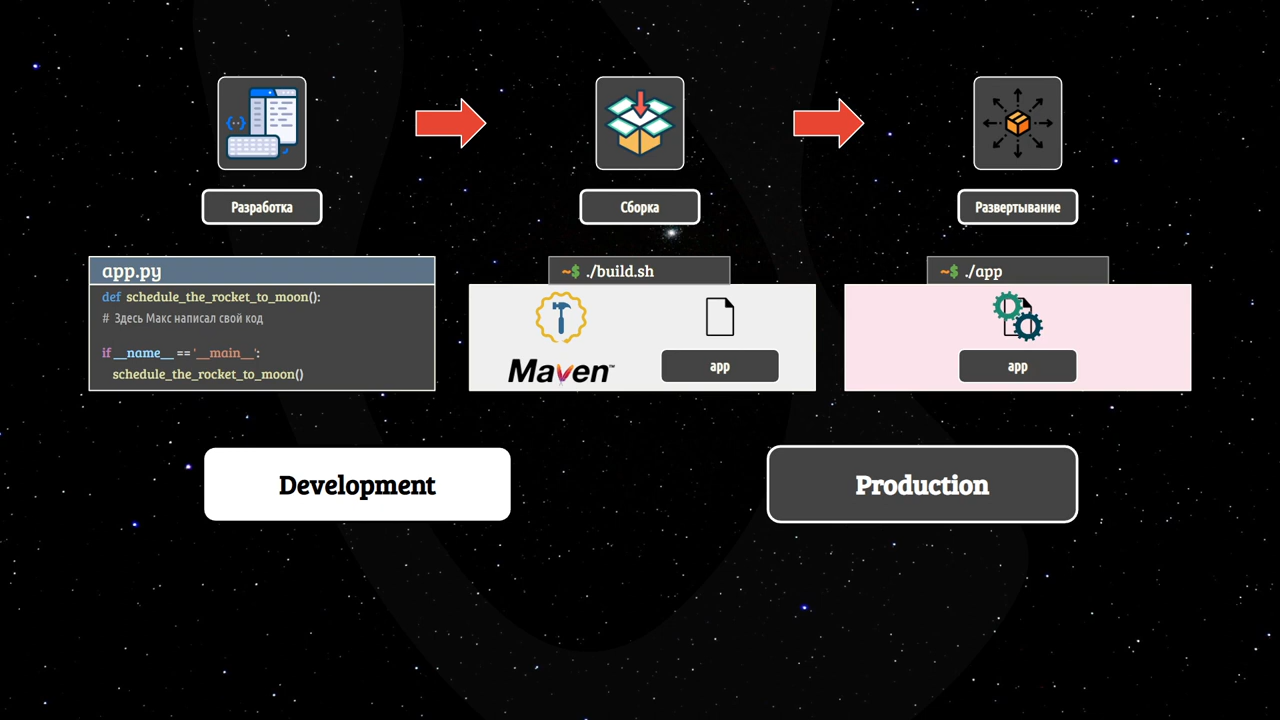 Разработка
Сборка
Развертывание
app.py
def schedule_the_rocket_to_moon():
# Здесь Макс написал свой код
if __name__ == '__main__':
schedule_the_rocket_to_moon()
~$ ./build.sh
Maven™
app
~$ ./app
app
Development
Production